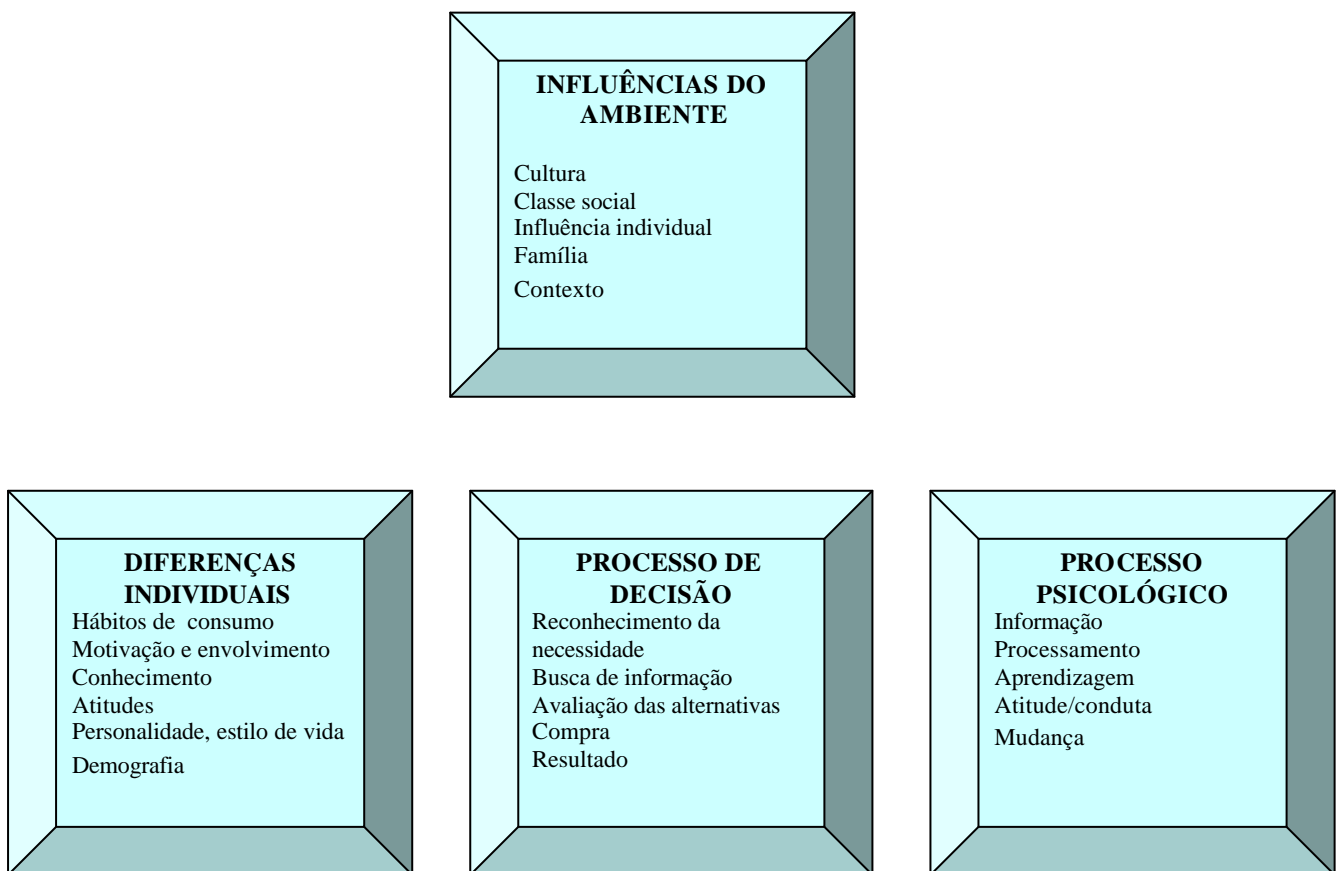 INFLUÊNCIAS DO
AMBIENTE
Cultura
Classe social
Influência individual
Família
Contexto
DIFERENÇAS
INDIVIDUAIS
Hábitos de consumo
Motivação e envolvimento
Conhecimento
Atitudes
Personalidade, estilo de vida
Demografia
PROCESSO DE
DECISÃO
Reconhecimento da
necessidade
Busca de informação
Avaliação das alternativas
Compra
Resultado
PROCESSO
PSICOLÓGICO
Informação
Processamento
Aprendizagem
Atitude/conduta
Mudança